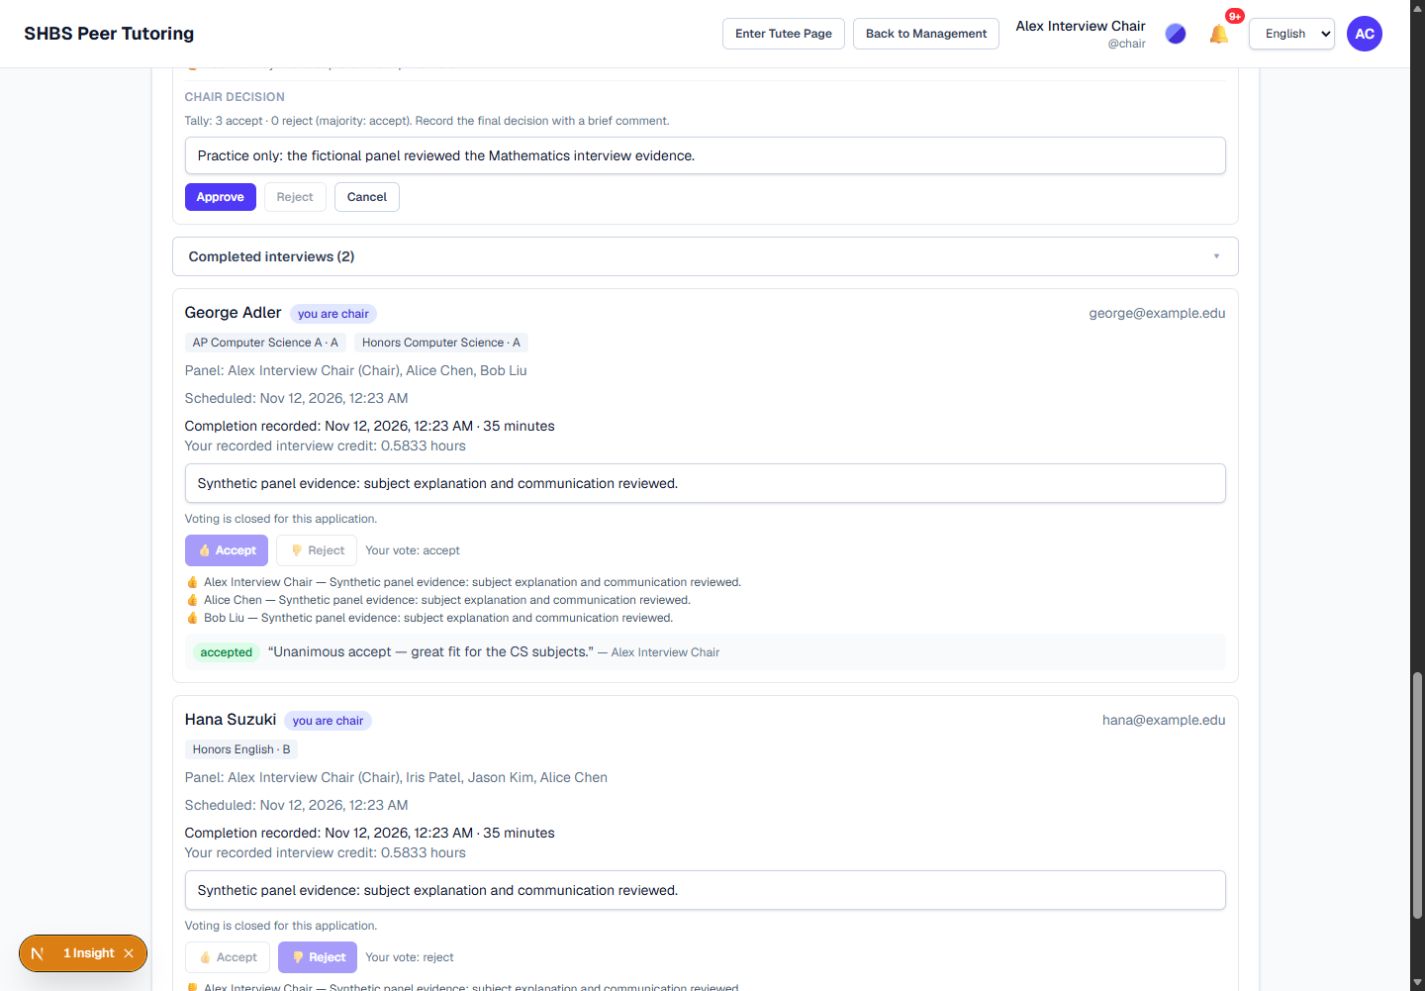 SHBS Peer Tutoring
Enter Tutee Page
Back to Management
Alex Interview Chair
@chair
9+
English
AC
CHAIR DECISION
Tally: 3 accept · 0 reject (majority: accept). Record the final decision with a brief comment.
Practice only: the fictional panel reviewed the Mathematics interview evidence.
Approve
Reject
Cancel
Completed interviews (2)
George Adler
you are chair
george@example.edu
AP Computer Science A · A
Honors Computer Science · A
Panel: Alex Interview Chair (Chair), Alice Chen, Bob Liu
Scheduled: Nov 12, 2026, 12:23 AM
Completion recorded: Nov 12, 2026, 12:23 AM · 35 minutes
Your recorded interview credit: 0.5833 hours
Synthetic panel evidence: subject explanation and communication reviewed.
Voting is closed for this application.
👍 Accept
👎 Reject
Your vote: accept
👍 Alex Interview Chair — Synthetic panel evidence: subject explanation and communication reviewed.
👍 Alice Chen — Synthetic panel evidence: subject explanation and communication reviewed.
👍 Bob Liu — Synthetic panel evidence: subject explanation and communication reviewed.
accepted
“Unanimous accept — great fit for the CS subjects.” — Alex Interview Chair
Hana Suzuki
you are chair
hana@example.edu
Honors English · B
Panel: Alex Interview Chair (Chair), Iris Patel, Jason Kim, Alice Chen
Scheduled: Nov 12, 2026, 12:23 AM
Completion recorded: Nov 12, 2026, 12:23 AM · 35 minutes
Your recorded interview credit: 0.5833 hours
Synthetic panel evidence: subject explanation and communication reviewed.
Voting is closed for this application.
👍 Accept
👎 Reject
Your vote: reject
👎 Alex Interview Chair — Synthetic panel evidence: subject explanation and communication reviewed.
N
1 Insight